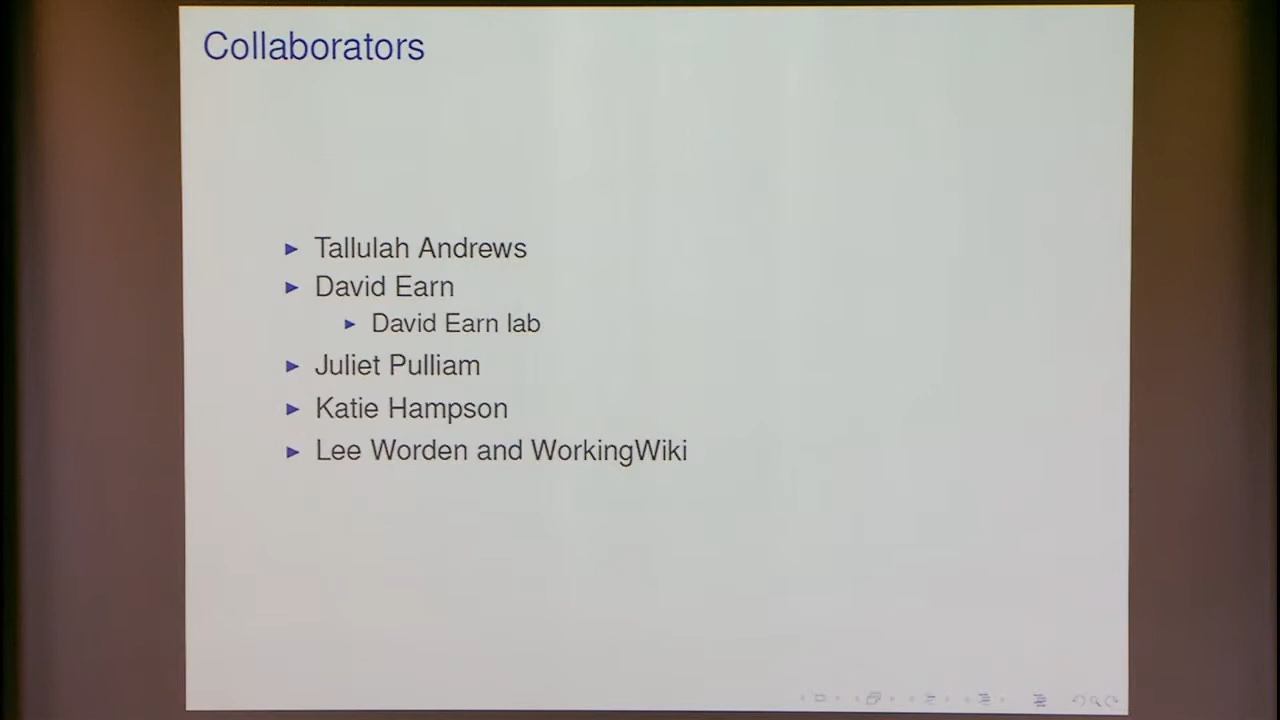 Collaborators
Tallulah Andrews
David Earn
David Earn lab
Juliet Pulliam
Katie Hampson
Lee Worden and WorkingWiki